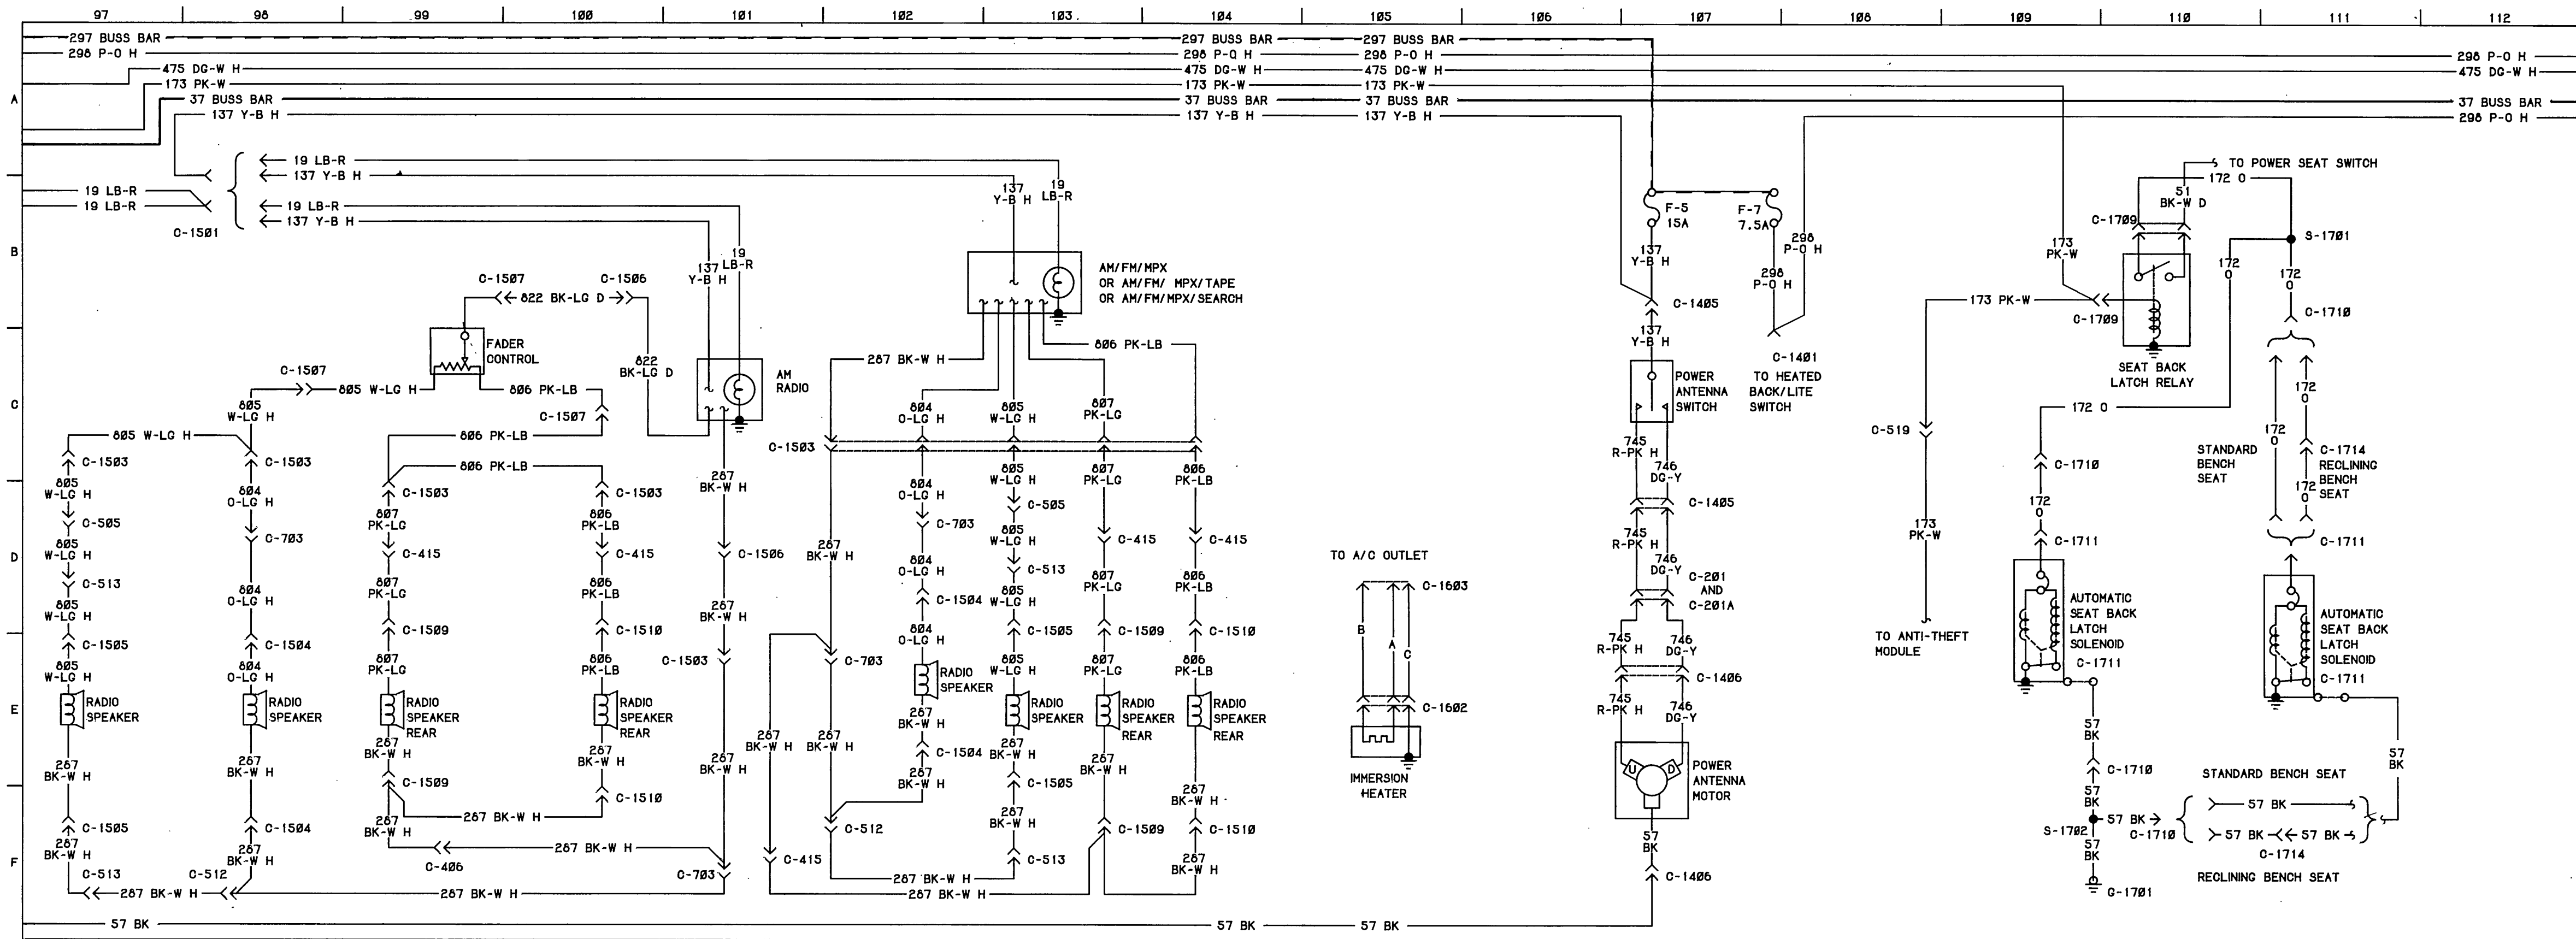 97 98 99 100 101 102 103 104 105 106 107 108 109 110 111 112
297 BUSS BAR 297 BUSS BAR 297 BUSS BAR
298 P-O H 298 P-O H 298 P-O H 298 P-O H
475 DG-W H 475 DG-W H 475 DG-W H 475 DG-W H
173 PK-W 173 PK-W 173 PK-W
A
37 BUSS BAR 37 BUSS BAR 37 BUSS BAR 37 BUSS BAR
137 Y-B H 137 Y-B H 137 Y-B H 298 P-O H
19 LB-R
137 Y-B H
19 LB-R
19 LB-R
19 LB-R
137 Y-B H
C-1501
B
C-1507 C-1506
822 BK-LG D
137
Y-B H
19
LB-R
137
Y-B H
19
LB-R
AM/FM/MPX
OR AM/FM/ MPX/TAPE
OR AM/FM/MPX/SEARCH
FADER
CONTROL
822
BK-LG D
AM
RADIO
C-1507
805 W-LG H
806 PK-LB
C-1507
C
805
W-LG H
805 W-LG H
806 PK-LB
806 PK-LB
C-1503
C-1503
C-1503
C-1503
805
W-LG H
804
O-LG H
807
PK-LG
806
PK-LB
287
BK-W H
C-505
C-703
C-415
C-415
C-1506
D
805
W-LG H
C-513
805
W-LG H
804
O-LG H
807
PK-LG
806
PK-LB
287
BK-W H
C-1505
C-1504
C-1509
C-1510
C-1503
805
W-LG H
804
O-LG H
807
PK-LG
806
PK-LB
E
RADIO
SPEAKER
RADIO
SPEAKER
RADIO
SPEAKER
REAR
RADIO
SPEAKER
REAR
287
BK-W H
287
BK-W H
287
BK-W H
287
BK-W H
287
BK-W H
C-1509
C-1510
287 BK-W H
287
BK-W H
C-1505
C-1504
F
287
BK-W H
287
BK-W H
C-406
287 BK-W H
C-513
C-512
C-703
287 BK-W H
287 BK-W H
57 BK 57 BK 57 BK
287 BK-W H
806 PK-LB
804
O-LG H
805
W-LG H
807
PK-LG
C-1503
804
O-LG H
805
W-LG H
807
PK-LG
806
PK-LB
C-703
C-505
C-415
C-415
287
BK-W H
805
W-LG H
804
O-LG H
C-513
807
PK-LG
806
PK-LB
C-1504
805
W-LG H
804
O-LG H
C-1505
C-1509
C-1510
C-703
805
W-LG H
807
PK-LG
806
PK-LB
RADIO
SPEAKER
RADIO
SPEAKER
RADIO
SPEAKER
REAR
RADIO
SPEAKER
REAR
287
BK-W H
287
BK-W H
287
BK-W H
287
BK-W H
287
BK-W H
C-1504
287
BK-W H
C-1505
287
BK-W H
C-512
287
BK-W H
C-1509
C-1510
C-415
C-513
287
BK-W H
287 BK-W H
287 BK-W H
TO A/C OUTLET
C-1603
B
A
C
C-1602
IMMERSION
HEATER
F-5
15A
F-7
7.5A
137
Y-B H
298
P-O H
298
P-O H
C-1405
137
Y-B H
C-1401
TO HEATED
BACK/LITE
SWITCH
POWER
ANTENNA
SWITCH
745
R-PK H
746
DG-Y
C-1405
745
R-PK H
746
DG-Y
C-201
AND
C-201A
745
R-PK H
746
DG-Y
C-1406
745
R-PK H
746
DG-Y
U D
POWER
ANTENNA
MOTOR
57
BK
C-1406
TO POWER SEAT SWITCH
172 O
51
BK-W D
C-1709
S-1701
173
PK-W
172
O
172
O
173 PK-W
C-1709
C-1710
SEAT BACK
LATCH RELAY
172 O
172
O
C-519
172
O
C-1714
RECLINING
BENCH
SEAT
STANDARD
BENCH
SEAT
C-1710
172
O
172
O
173
PK-W
C-1711
C-1711
AUTOMATIC
SEAT BACK
LATCH
SOLENOID
C-1711
AUTOMATIC
SEAT BACK
LATCH
SOLENOID
C-1711
TO ANTI-THEFT
MODULE
57
BK
57
BK
C-1710
STANDARD BENCH SEAT
57
BK
57 BK
S-1702
57 BK
C-1710
57 BK 57 BK
57
BK
C-1714
RECLINING BENCH SEAT
G-1701